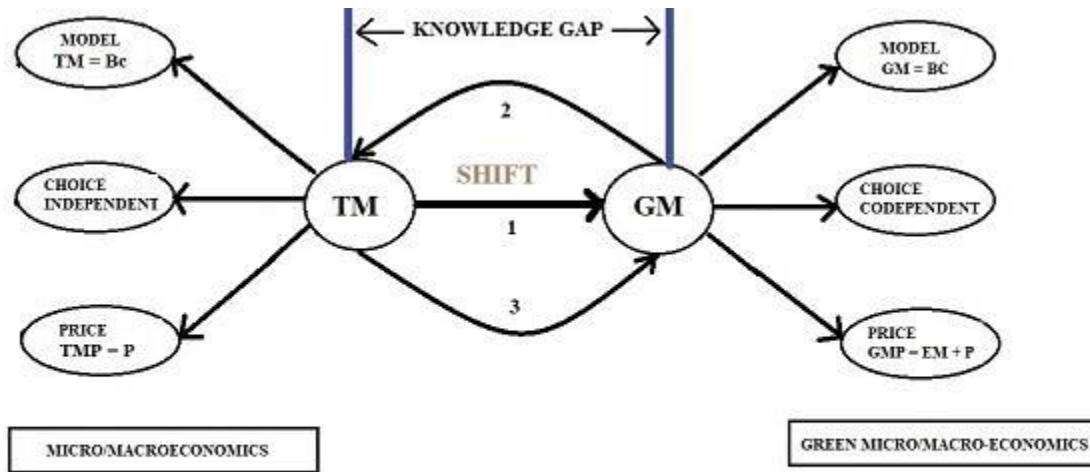 KNOWLEDGE GAP
MODEL
TM = Bc
MODEL
GM = BC
2
CHOICE
INDEPENDENT
TM
SHIFT
GM
CHOICE
CODEPENDENT
1
3
PRICE
TMP = P
PRICE
GMP = EM + P
MICRO/MACROECONOMICS
GREEN MICRO/MACRO-ECONOMICS